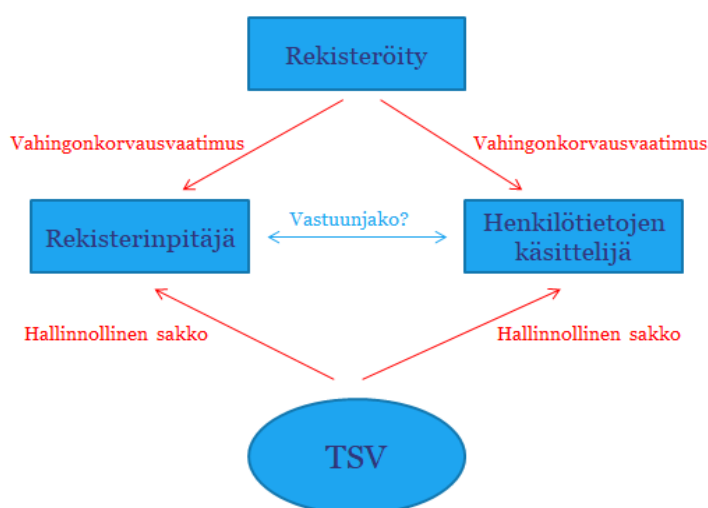 Rekisteröity
Vahingonkorvausvaatimus
Vahingonkorvausvaatimus
Rekisterinpitäjä
Vastuunjako?
Henkilötietojen
käsittelijä
Hallinnollinen sakko
Hallinnollinen sakko
TSV